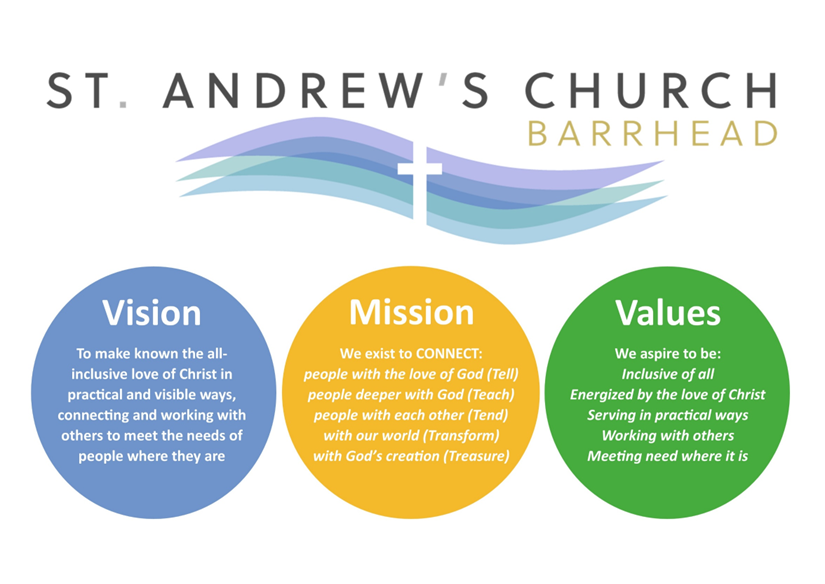 ST. ANDREW'S CHURCH
BARRHEAD
Vision
To make known the all-
inclusive love of Christ in
practical and visible ways,
connecting and working with
others to meet the needs of
people where they are
Mission
We exist to CONNECT:
people with the love of God (Tell)
people deeper with God (Teach)
people with each other (Tend)
with our world (Transform)
with God's creation (Treasure)
Values
We aspire to be:
Inclusive of all
Energized by the love of Christ
Serving in practical ways
Working with others
Meeting need where it is